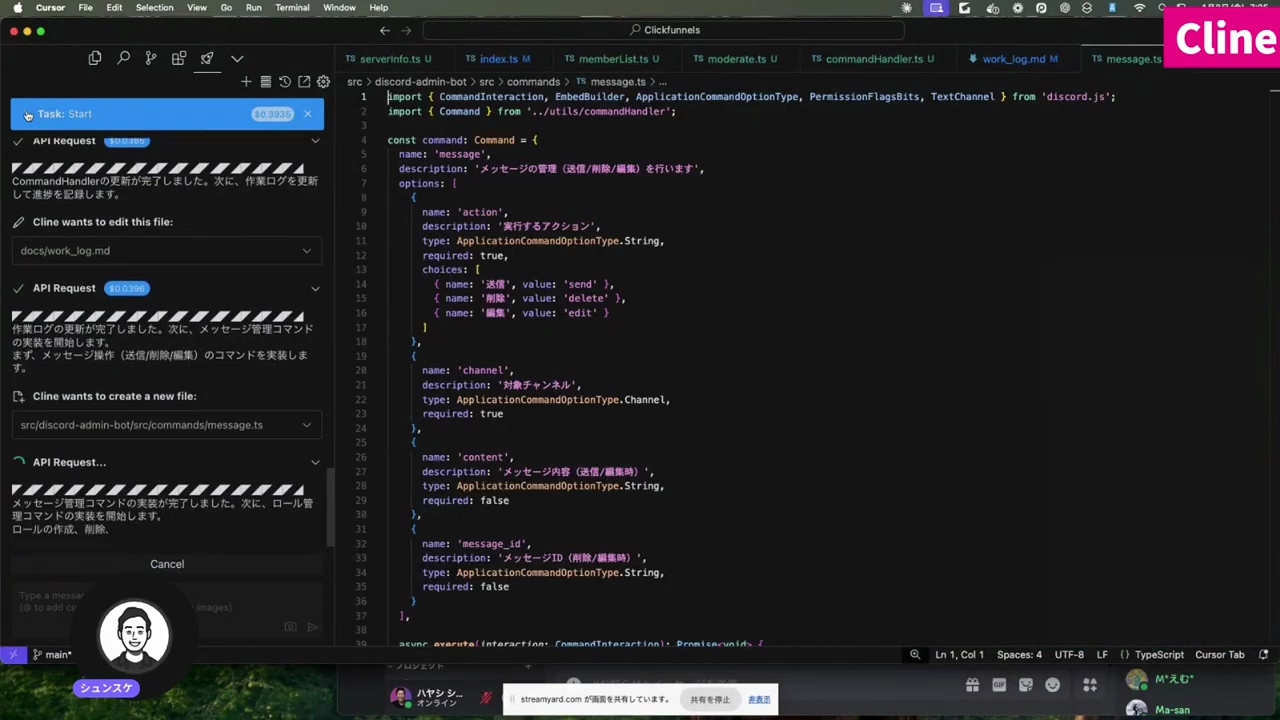 Cursor File Edit Selection View Go Run Terminal Window Help
Clickfunnels
Cline
serverInfo.ts U
index.ts M
memberList.ts U
moderate.ts U
commandHandler.ts U
work_log.md M
message.ts
src > discord-admin-bot > src > commands > message.ts > ...
Task: Start
$0.3935
API Request
$0.0385
CommandHandlerの更新が完了しました。次に、作業ログを更新
して進捗を記録します。
Cline wants to edit this file:
docs/work_log.md
API Request
$0.0396
作業ログの更新が完了しました。次に、メッセージ管理コマンド
の実装を開始します。
まず、メッセージ操作（送信/削除/編集）のコマンドを実装しま
す。
Cline wants to create a new file:
src/discord-admin-bot/src/commands/message.ts
API Request...
メッセージ管理コマンドの実装が完了しました。次に、ロール管
理コマンドの実装を開始します。
ロールの作成、削除、
Cancel
Type a messa
(@ to add co
images)
シュンスケ
1 import { CommandInteraction, EmbedBuilder, ApplicationCommandOptionType, PermissionFlagsBits, TextChannel } from 'discord.js';
2 import { Command } from '../utils/commandHandler';
3
4 const command: Command = {
5 name: 'message',
6 description: 'メッセージの管理（送信/削除/編集）を行います',
7 options: [
8 {
9 name: 'action',
10 description: '実行するアクション',
11 type: ApplicationCommandOptionType.String,
12 required: true,
13 choices: [
14 { name: '送信', value: 'send' },
15 { name: '削除', value: 'delete' },
16 { name: '編集', value: 'edit' }
17 ]
18 },
19 {
20 name: 'channel',
21 description: '対象チャンネル',
22 type: ApplicationCommandOptionType.Channel,
23 required: true
24 },
25 {
26 name: 'content',
27 description: 'メッセージ内容（送信/編集時）',
28 type: ApplicationCommandOptionType.String,
29 required: false
30 },
31 {
32 name: 'message_id',
33 description: 'メッセージID（削除/編集時）',
34 type: ApplicationCommandOptionType.String,
35 required: false
36 }
37 ],
38
39 async execute(interaction: CommandInteraction): Promise<void> {
main*
Ln 1, Col 1
Spaces: 4
UTF-8
LF
{} TypeScript
Cursor Tab
プロジェクト
ハヤシ シ...
オンライン
streamyard.com が画面を共有しています。
共有を停止
非表示
GIF
M*えむ*
Ma-san